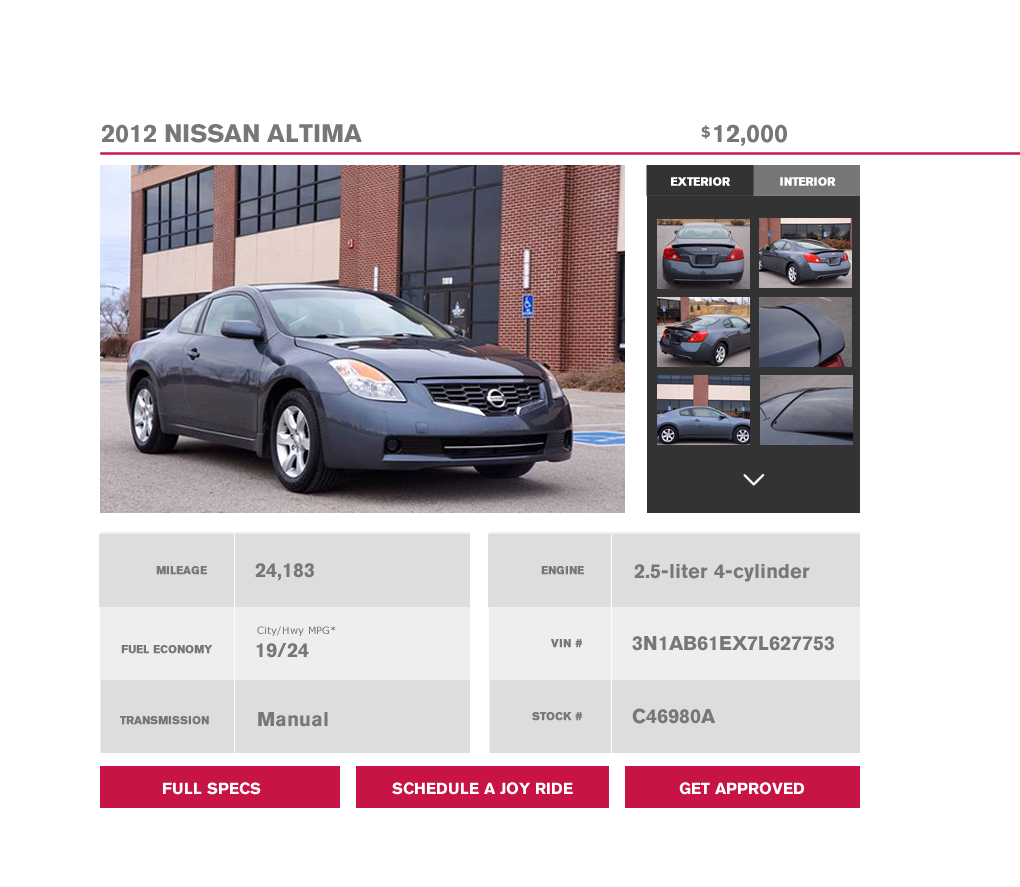 2012 NISSAN ALTIMA
$12,000
EXTERIOR
INTERIOR
MILEAGE
24,183
ENGINE
2.5-liter 4-cylinder
FUEL ECONOMY
City/Hwy MPG*
19/24
VIN #
3N1AB61EX7L627753
TRANSMISSION
Manual
STOCK #
C46980A
FULL SPECS
SCHEDULE A JOY RIDE
GET APPROVED